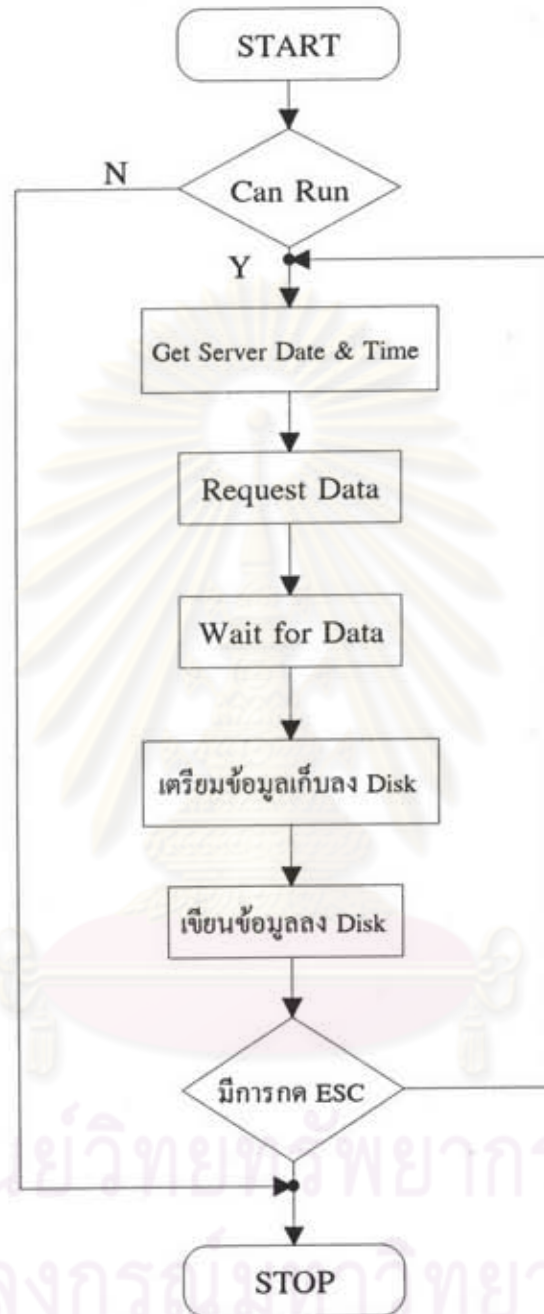 START
N
Can Run
Y
Get Server Date & Time
Request Data
Wait for Data
เตรียมข้อมูลเก็บลง Disk
เขียนข้อมูลลง Disk
มีการกด ESC
STOP